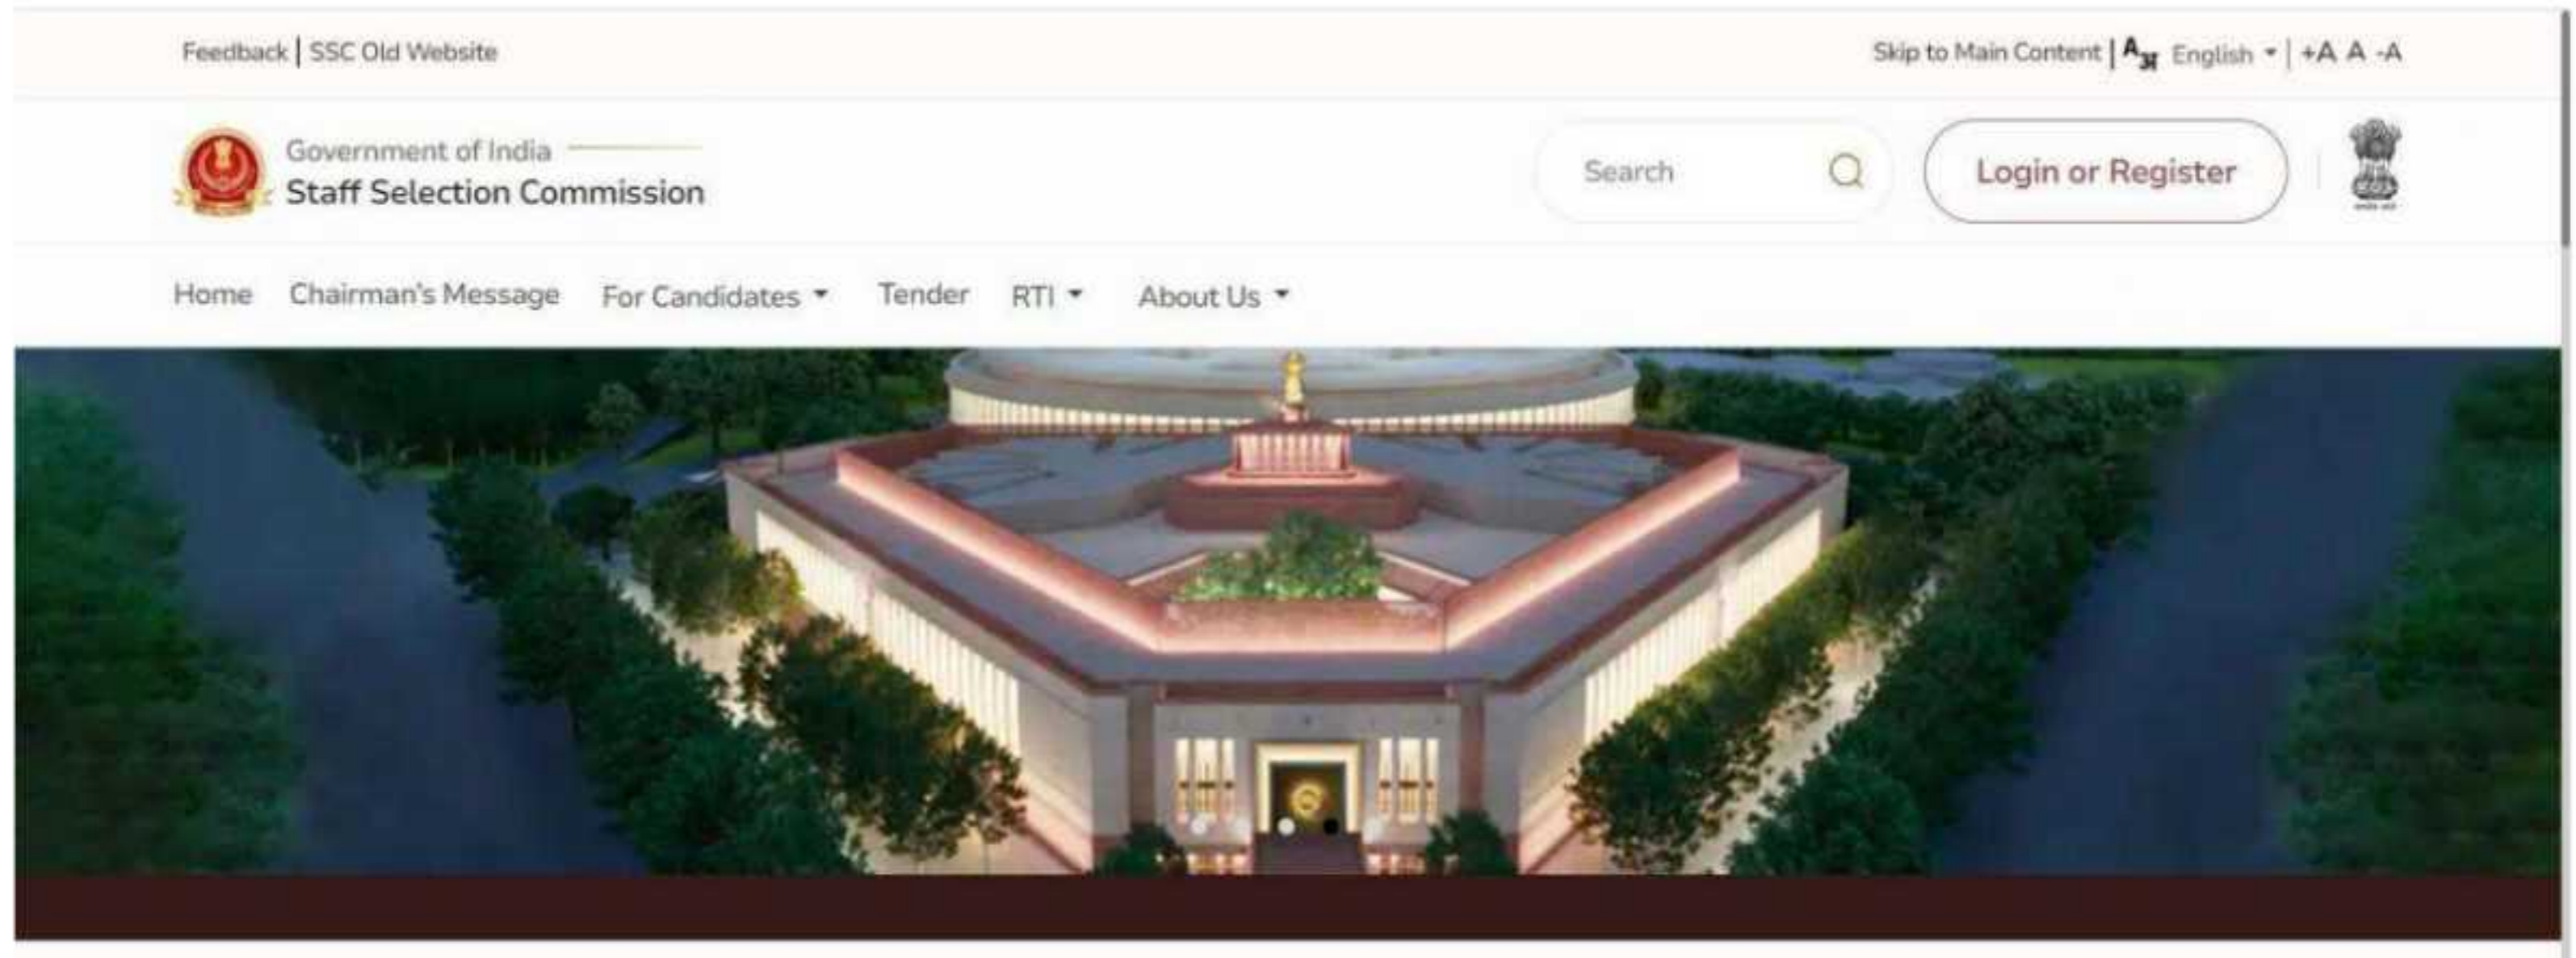 Feedback | SSC Old Website
Skip to Main Content | Aअ English | +A A -A
Government of India
Staff Selection Commission
Search
Login or Register
Home Chairman's Message For Candidates Tender RTI About Us